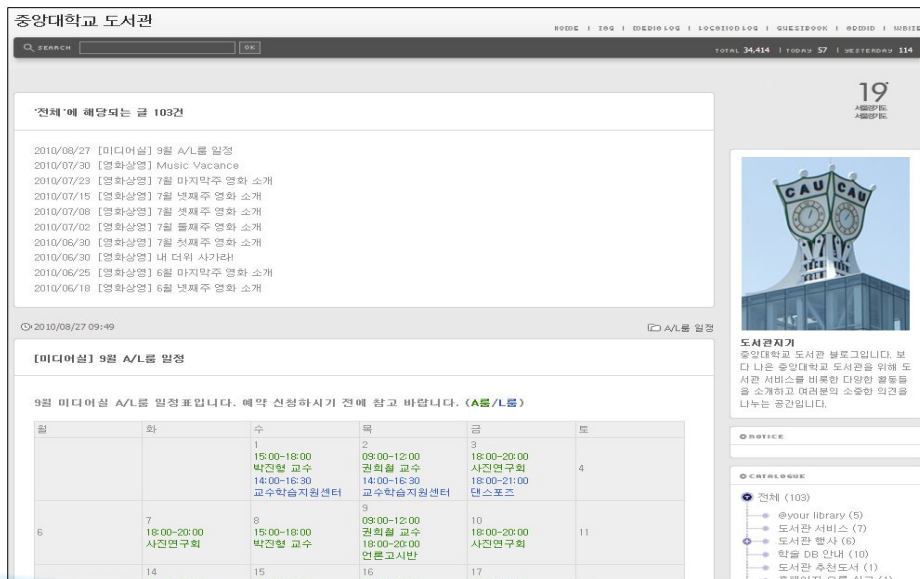 중앙대학교 도서관
HOME | TAG | MEDIALOG | LOCATIONLOG | GUESTBOOK | ADMIN | WRITE
SEARCH OK
TOTAL 34,414 | TODAY 57 | YESTERDAY 114
'전체'에 해당되는 글 103건
2010/08/27 [미디어실] 9월 A/L룸 일정
2010/07/30 [영화상영] Music Vacance
2010/07/23 [영화상영] 7월 마지막주 영화 소개
2010/07/15 [영화상영] 7월 넷째주 영화 소개
2010/07/08 [영화상영] 7월 셋째주 영화 소개
2010/07/02 [영화상영] 7월 둘째주 영화 소개
2010/06/30 [영화상영] 7월 첫째주 영화 소개
2010/06/30 [영화상영] 내 더위 사가라!
2010/06/25 [영화상영] 6월 마지막주 영화 소개
2010/06/18 [영화상영] 6월 넷째주 영화 소개
2010/08/27 09:49
A/L룸 일정
[미디어실] 9월 A/L룸 일정
9월 미디어실 A/L룸 일정표입니다. 예약 신청하시기 전에 참고 바랍니다. (A룸/L룸)
월 화 수 목 금 토
1 2 3
15:00-18:00 09:00-12:00 18:00-20:00
박진형 교수 권희철 교수 사진연구회 4
14:00-16:30 14:00-16:30 18:00-21:00
교수학습지원센터 교수학습지원센터 댄스포즈
9
7 8 09:00-12:00 10
6 18:00-20:00 15:00-18:00 권희철 교수 18:00-20:00 11
사진연구회 박진형 교수 18:00-20:00 사진연구회
언론고시반
14 15 16 17
19°
서울경기도
서울경기도
CAU CAU
도서관지기
중앙대학교 도서관 블로그입니다. 보
다 나은 중앙대학교 도서관을 위해 도
서관 서비스를 비롯한 다양한 활동들
을 소개하고 여러분의 소중한 의견을
나누는 공간입니다.
NOTICE
CATALOGUE
전체 (103)
@your library (5)
도서관 서비스 (7)
도서관 행사 (6)
학술 DB 안내 (10)
도서관 추천도서 (1)